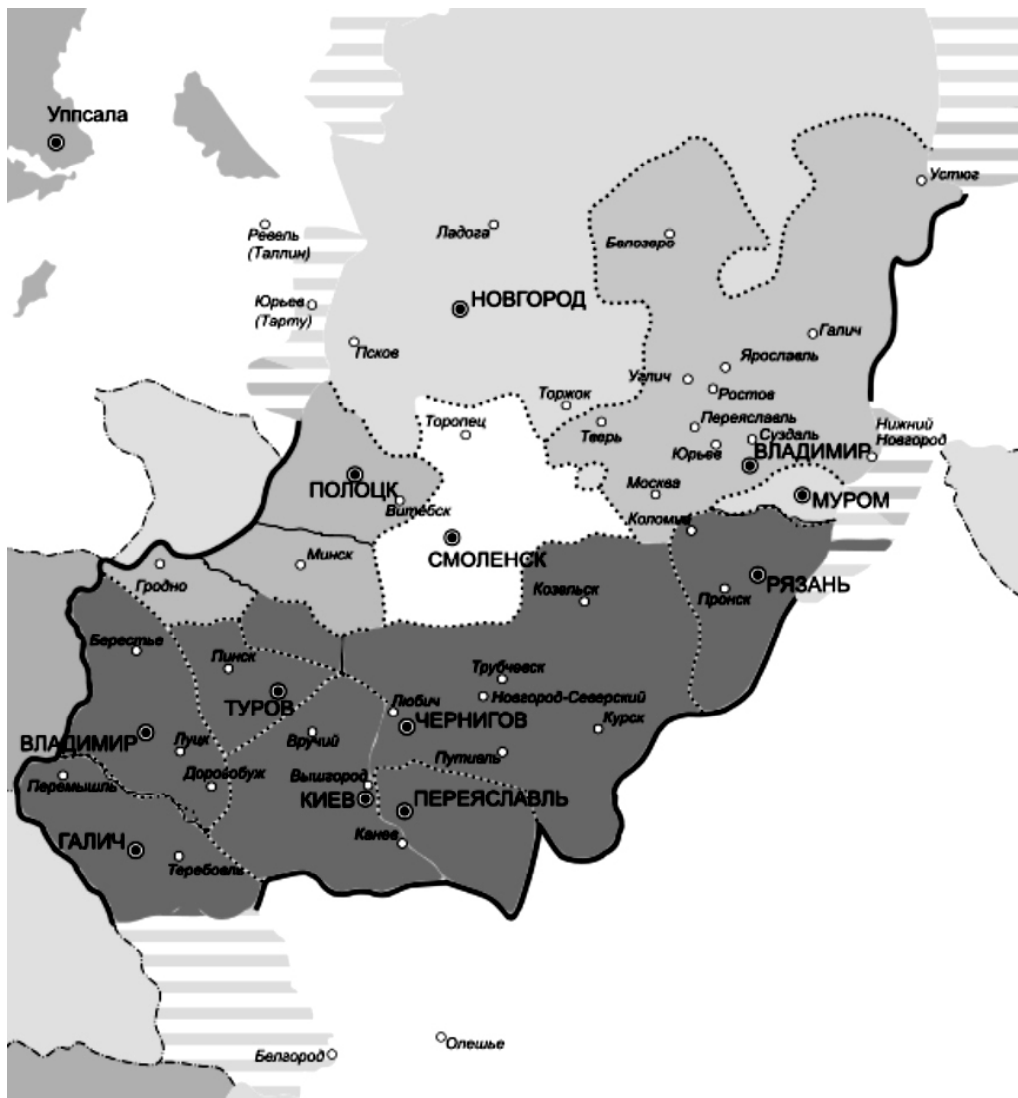 Уппсала
Устюг
Ревель
(Таллин)
Ладога
Белозеро
Юрьев
(Тарту)
НОВГОРОД
Галич
Псков
Ярославль
Углич
Ростов
Торжок
Торопец
Тверь
Переяславль
Суздаль
Нижний
Новгород
Юрьев
ВЛАДИМИР
ПОЛОЦК
Витебск
Москва
МУРОМ
Коломна
СМОЛЕНСК
Минск
Гродно
Козельск
Пронск
РЯЗАНЬ
Берестье
Пинск
Трубчевск
ТУРОВ
Любич
Новгород-Северский
ЧЕРНИГОВ
Курск
ВЛАДИМИР
Луцк
Вручий
Путивль
Перемышль
Дорогобуж
Вышгород
КИЕВ
ПЕРЕЯСЛАВЛЬ
Канев
ГАЛИЧ
Теребовль
Белгород
Олешье